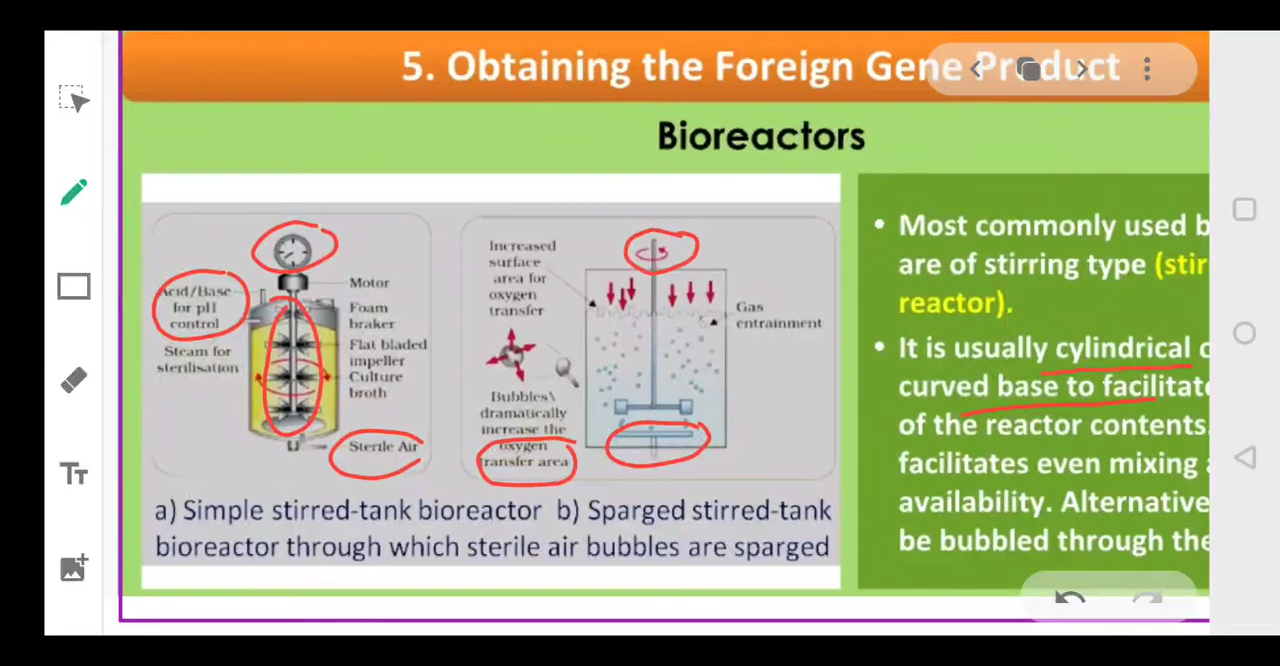 5. Obtaining the Foreign Gene Product
Bioreactors
Acid/Base
for pH
control
Steam for
sterilisation
Motor
Foam
braker
Flat bladed
impeller
Culture
broth
Sterile Air
Increased
surface
area for
oxygen
transfer
Bubbles\
dramatically
increase the
oxygen
transfer area
Gas
entrainment
a) Simple stirred-tank bioreactor b) Sparged stirred-tank
bioreactor through which sterile air bubbles are sparged
• Most commonly used b
are of stirring type (stir
reactor).
• It is usually cylindrical
curved base to facilitate
of the reactor contents.
facilitates even mixing
availability. Alternative
be bubbled through the
Tт